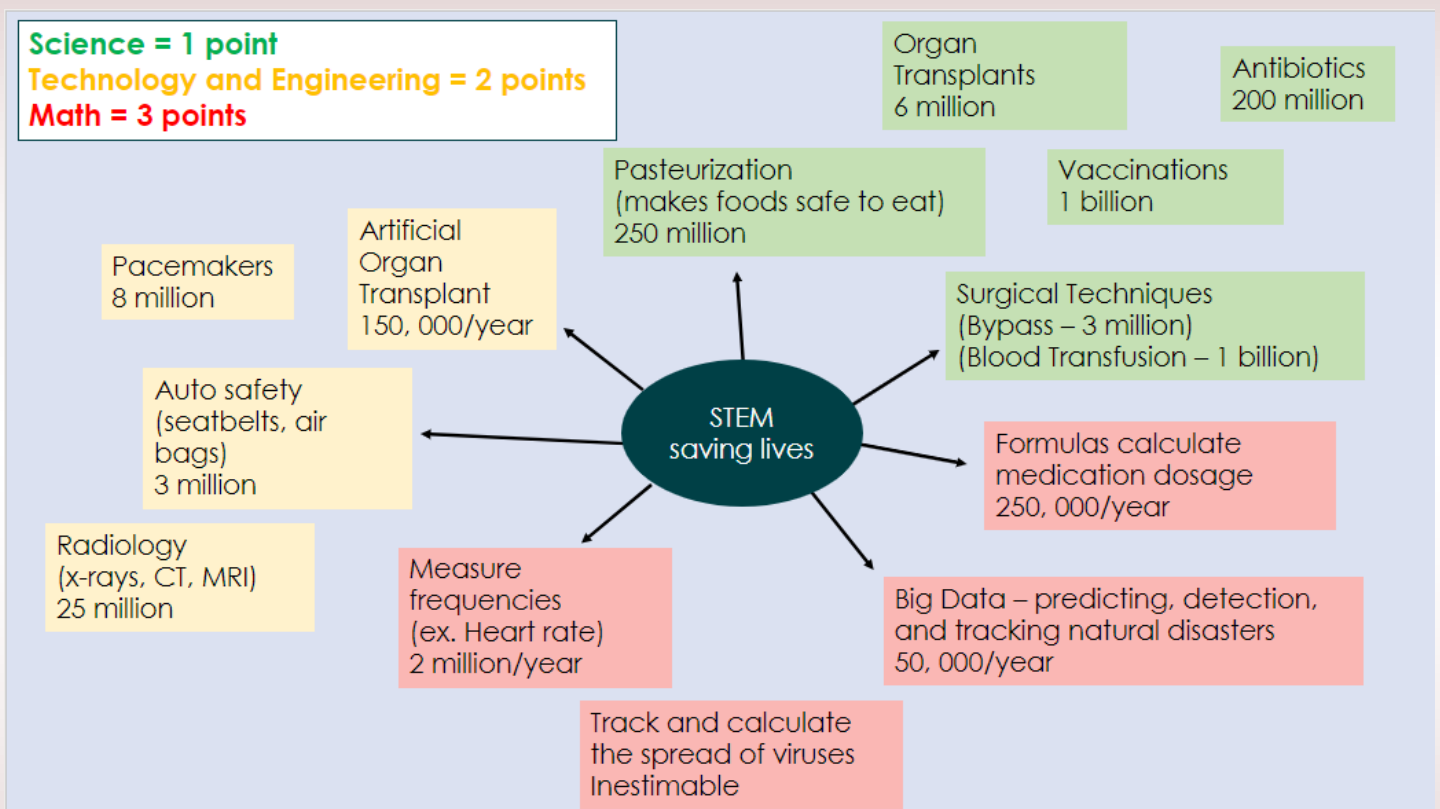 Science = 1 point
Technology and Engineering = 2 points
Math = 3 points
Organ
Transplants
6 million
Antibiotics
200 million
Pasteurization
(makes foods safe to eat)
250 million
Vaccinations
1 billion
Artificial
Organ
Transplant
150, 000/year
Pacemakers
8 million
Surgical Techniques
(Bypass – 3 million)
(Blood Transfusion – 1 billion)
Auto safety
(seatbelts, air
bags)
3 million
STEM
saving lives
Formulas calculate
medication dosage
250, 000/year
Radiology
(x-rays, CT, MRI)
25 million
Measure
frequencies
(ex. Heart rate)
2 million/year
Big Data – predicting, detection,
and tracking natural disasters
50, 000/year
Track and calculate
the spread of viruses
Inestimable